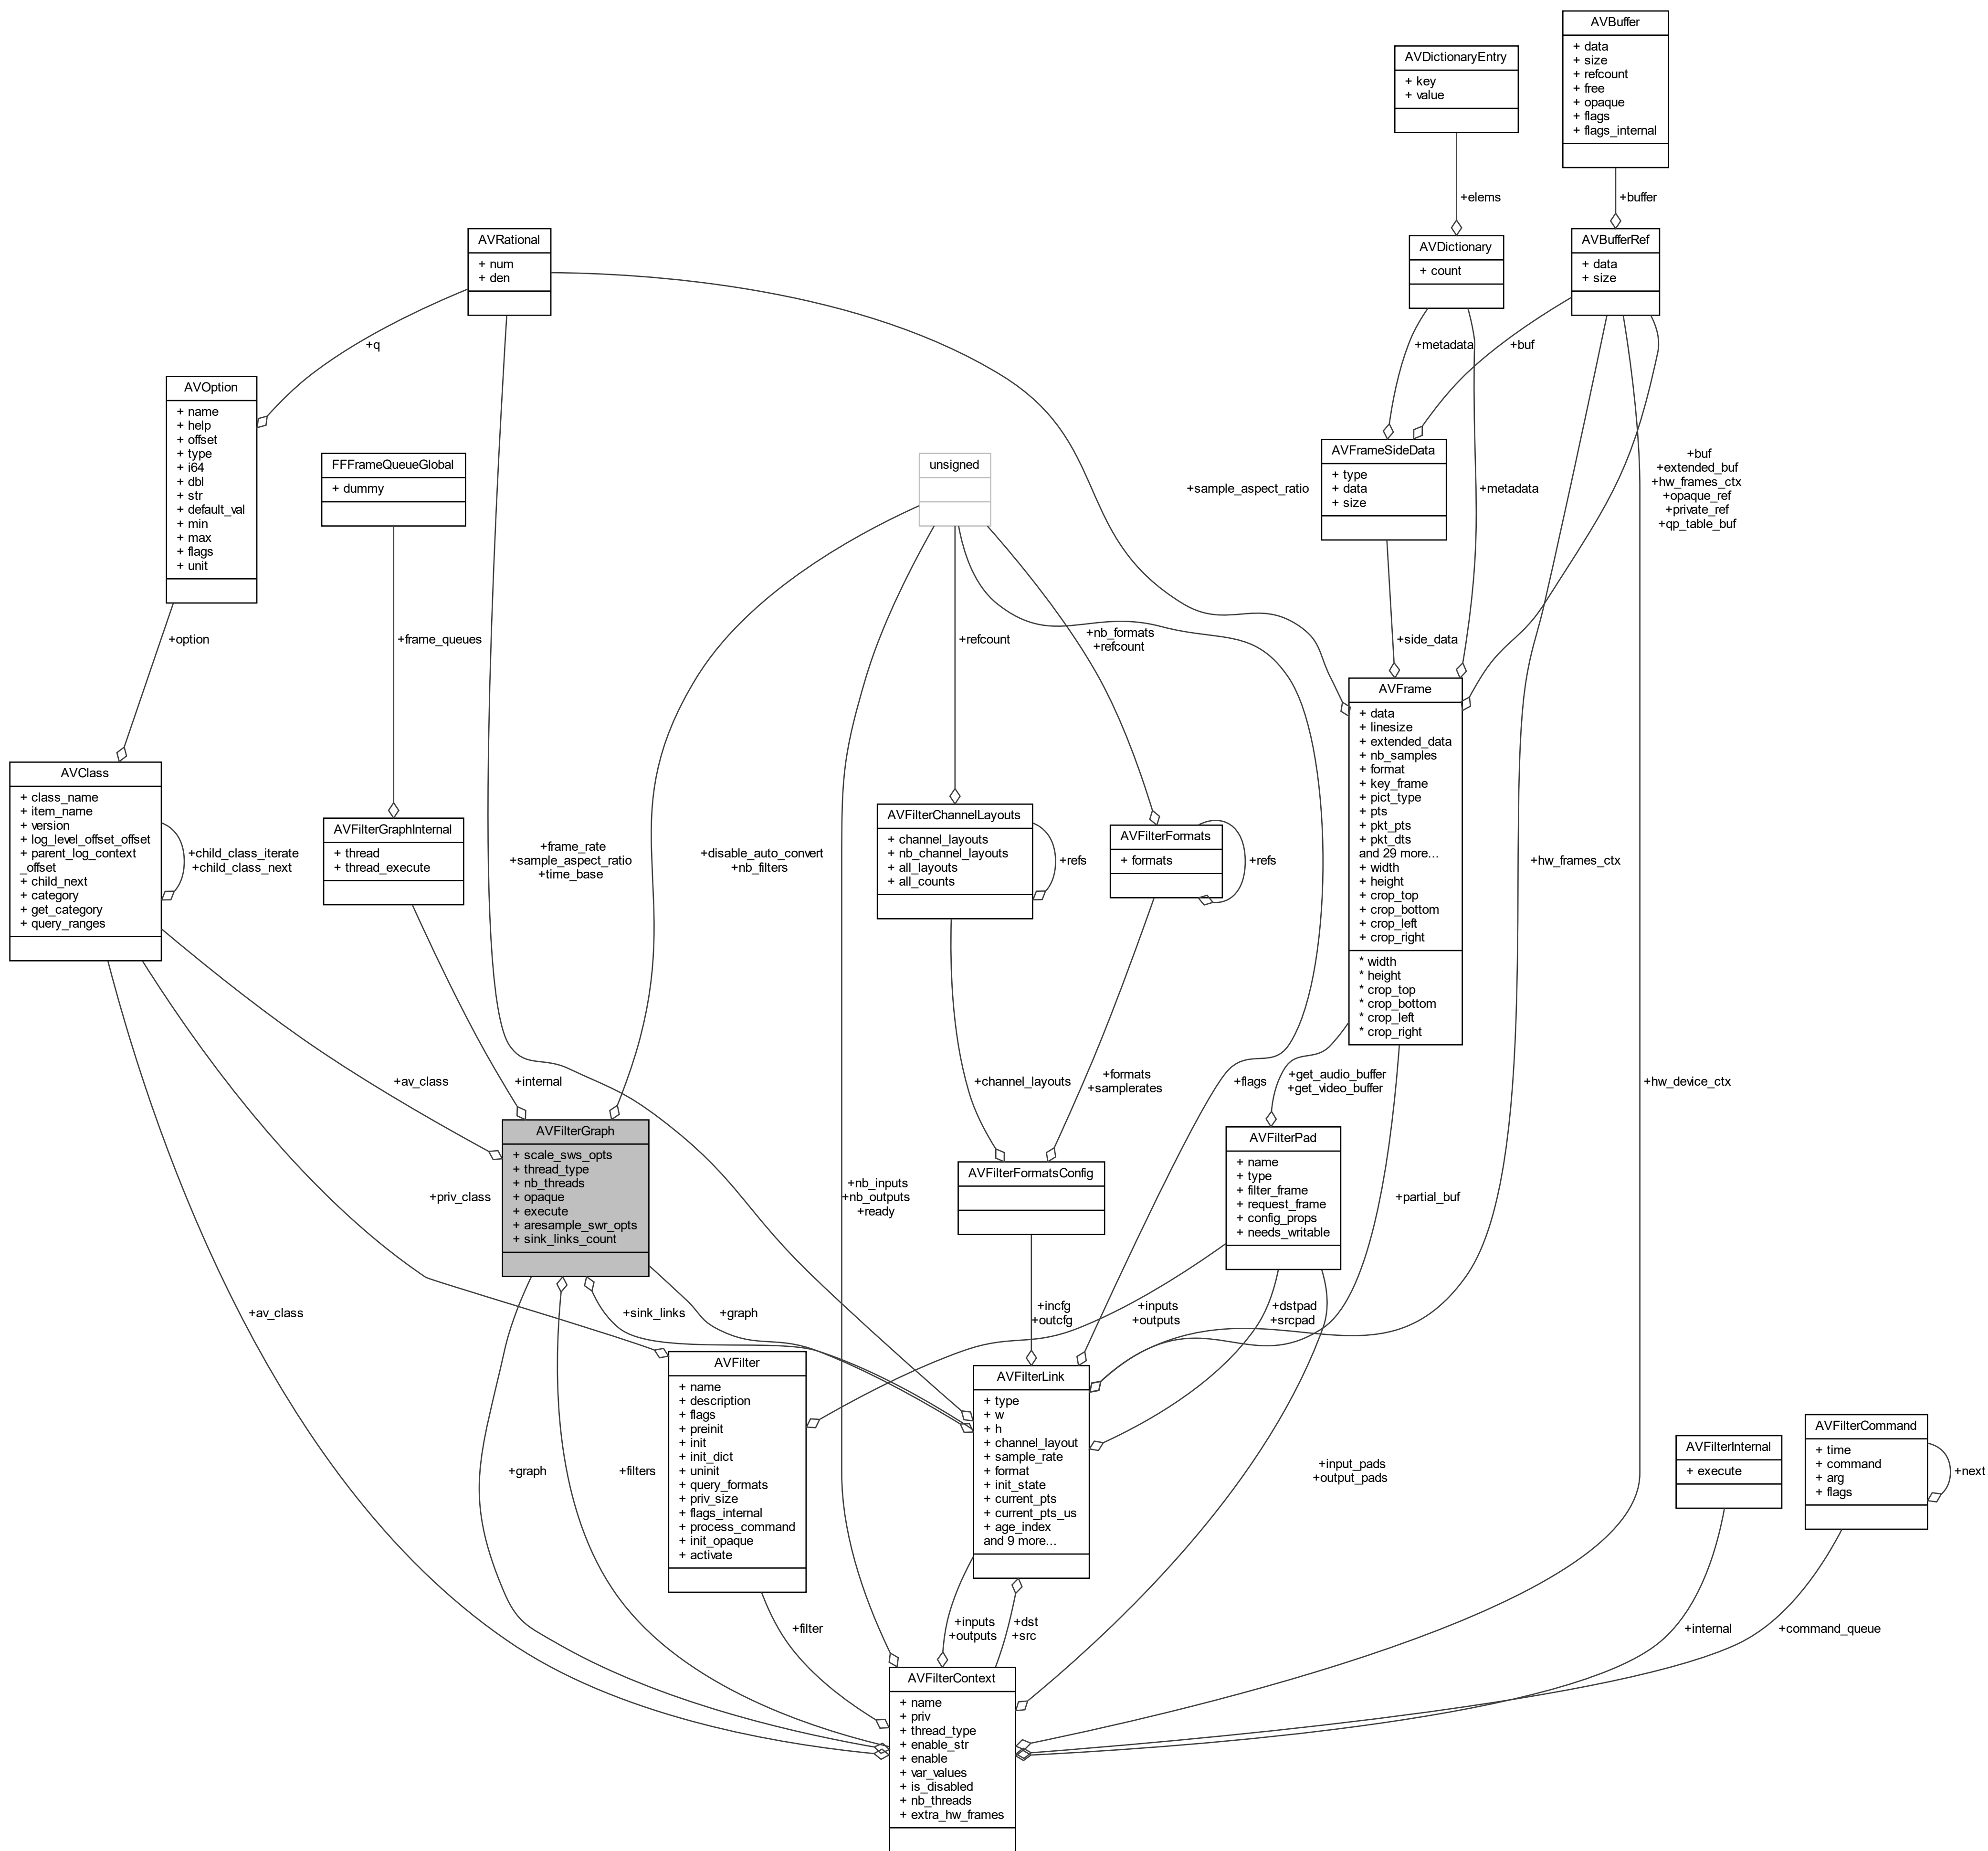 AVBuffer
+ data
+ size
+ refcount
+ free
+ opaque
+ flags
+ flags_internal
AVDictionaryEntry
+ key
+ value
+elems
+buffer
AVRational
+ num
+ den
AVDictionary
+ count
AVBufferRef
+ data
+ size
+q
+metadata
+buf
AVOption
+ name
+ help
+ offset
+ type
+ i64
+ dbl
+ str
+ default_val
+ min
+ max
+ flags
+ unit
FFFrameQueueGlobal
+ dummy
unsigned
+sample_aspect_ratio
AVFrameSideData
+ type
+ data
+ size
+metadata
+buf
+extended_buf
+hw_frames_ctx
+opaque_ref
+private_ref
+qp_table_buf
+option
+frame_queues
+refcount
+nb_formats
+refcount
+side_data
AVClass
+ class_name
+ item_name
+ version
+ log_level_offset_offset
+ parent_log_context
_offset
+ child_next
+ category
+ get_category
+ query_ranges
+child_class_iterate
+child_class_next
AVFilterGraphInternal
+ thread
+ thread_execute
+frame_rate
+sample_aspect_ratio
+time_base
+disable_auto_convert
+nb_filters
AVFilterChannelLayouts
+ channel_layouts
+ nb_channel_layouts
+ all_layouts
+ all_counts
+refs
AVFilterFormats
+ formats
+refs
AVFrame
+ data
+ linesize
+ extended_data
+ nb_samples
+ format
+ key_frame
+ pict_type
+ pts
+ pkt_pts
+ pkt_dts
and 29 more...
+ width
+ height
+ crop_top
+ crop_bottom
+ crop_left
+ crop_right
* width
* height
* crop_top
* crop_bottom
* crop_left
* crop_right
+hw_frames_ctx
+av_class
+internal
+channel_layouts
+formats
+samplerates
+flags
+get_audio_buffer
+get_video_buffer
+hw_device_ctx
AVFilterGraph
+ scale_sws_opts
+ thread_type
+ nb_threads
+ opaque
+ execute
+ aresample_swr_opts
+ sink_links_count
+priv_class
+nb_inputs
+nb_outputs
+ready
AVFilterFormatsConfig
AVFilterPad
+ name
+ type
+ filter_frame
+ request_frame
+ config_props
+ needs_writable
+partial_buf
+av_class
+sink_links
+graph
+incfg
+outcfg
+inputs
+outputs
+dstpad
+srcpad
+graph
+filters
AVFilter
+ name
+ description
+ flags
+ preinit
+ init
+ init_dict
+ uninit
+ query_formats
+ priv_size
+ flags_internal
+ process_command
+ init_opaque
+ activate
AVFilterLink
+ type
+ w
+ h
+ channel_layout
+ sample_rate
+ format
+ init_state
+ current_pts
+ current_pts_us
+ age_index
and 9 more...
+input_pads
+output_pads
AVFilterInternal
+ execute
AVFilterCommand
+ time
+ command
+ arg
+ flags
+next
+filter
+inputs
+outputs
+dst
+src
+internal
+command_queue
AVFilterContext
+ name
+ priv
+ thread_type
+ enable_str
+ enable
+ var_values
+ is_disabled
+ nb_threads
+ extra_hw_frames